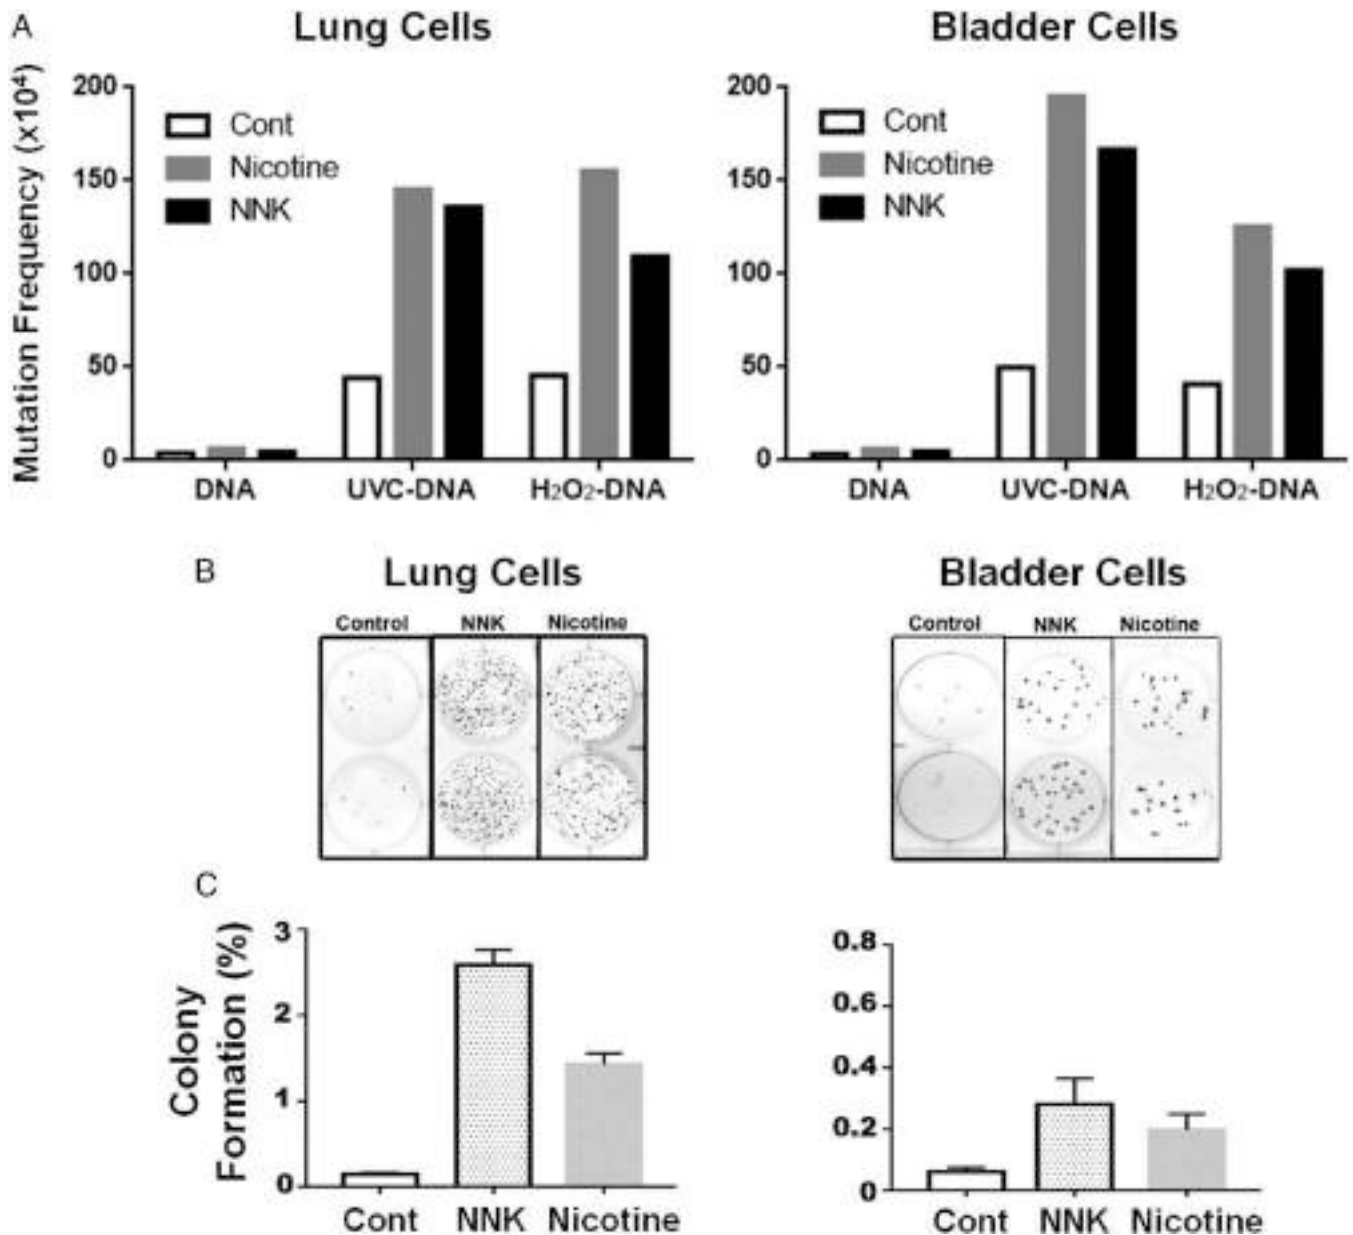 A
Lung Cells
Bladder Cells
Mutation Frequency (x10⁴)
200
150
100
50
0
Cont
Nicotine
NNK
DNA
UVC-DNA
H₂O₂-DNA
200
150
100
50
0
Cont
Nicotine
NNK
DNA
UVC-DNA
H₂O₂-DNA
B
Lung Cells
Bladder Cells
Control NNK Nicotine
Control NNK Nicotine
C
Colony
Formation (%)
3
2
1
0
Cont NNK Nicotine
0.8
0.6
0.4
0.2
0
Cont NNK Nicotine